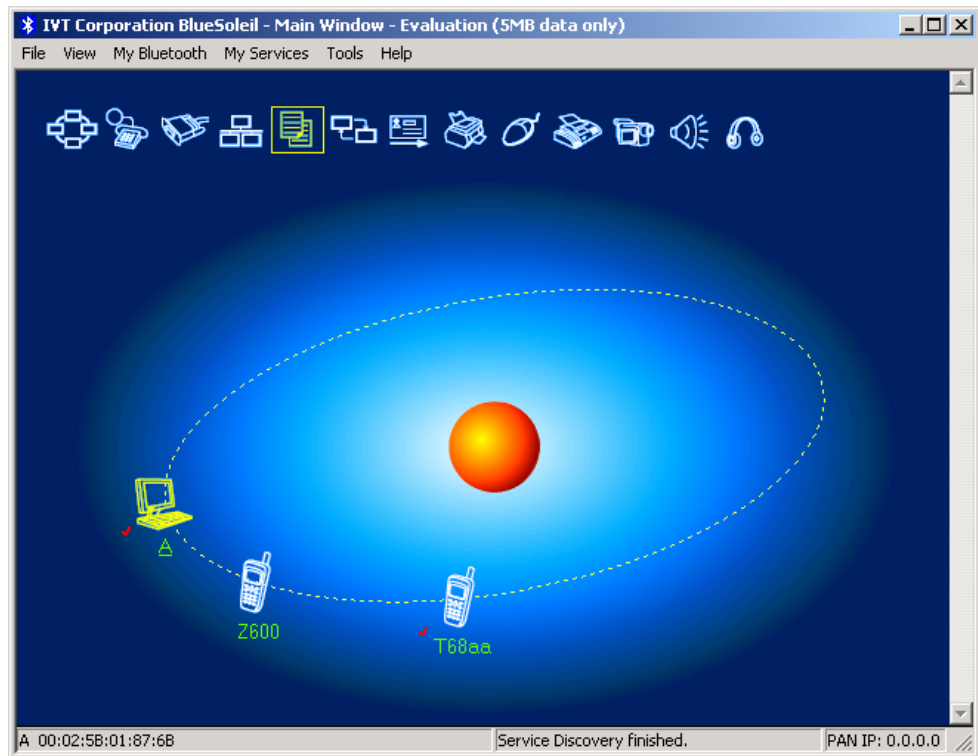 IVT Corporation BlueSoleil - Main Window - Evaluation (5MB data only)
File View My Bluetooth My Services Tools Help
A
Z600
T68aa
A 00:02:5B:01:87:6B Service Discovery finished. PAN IP: 0.0.0.0